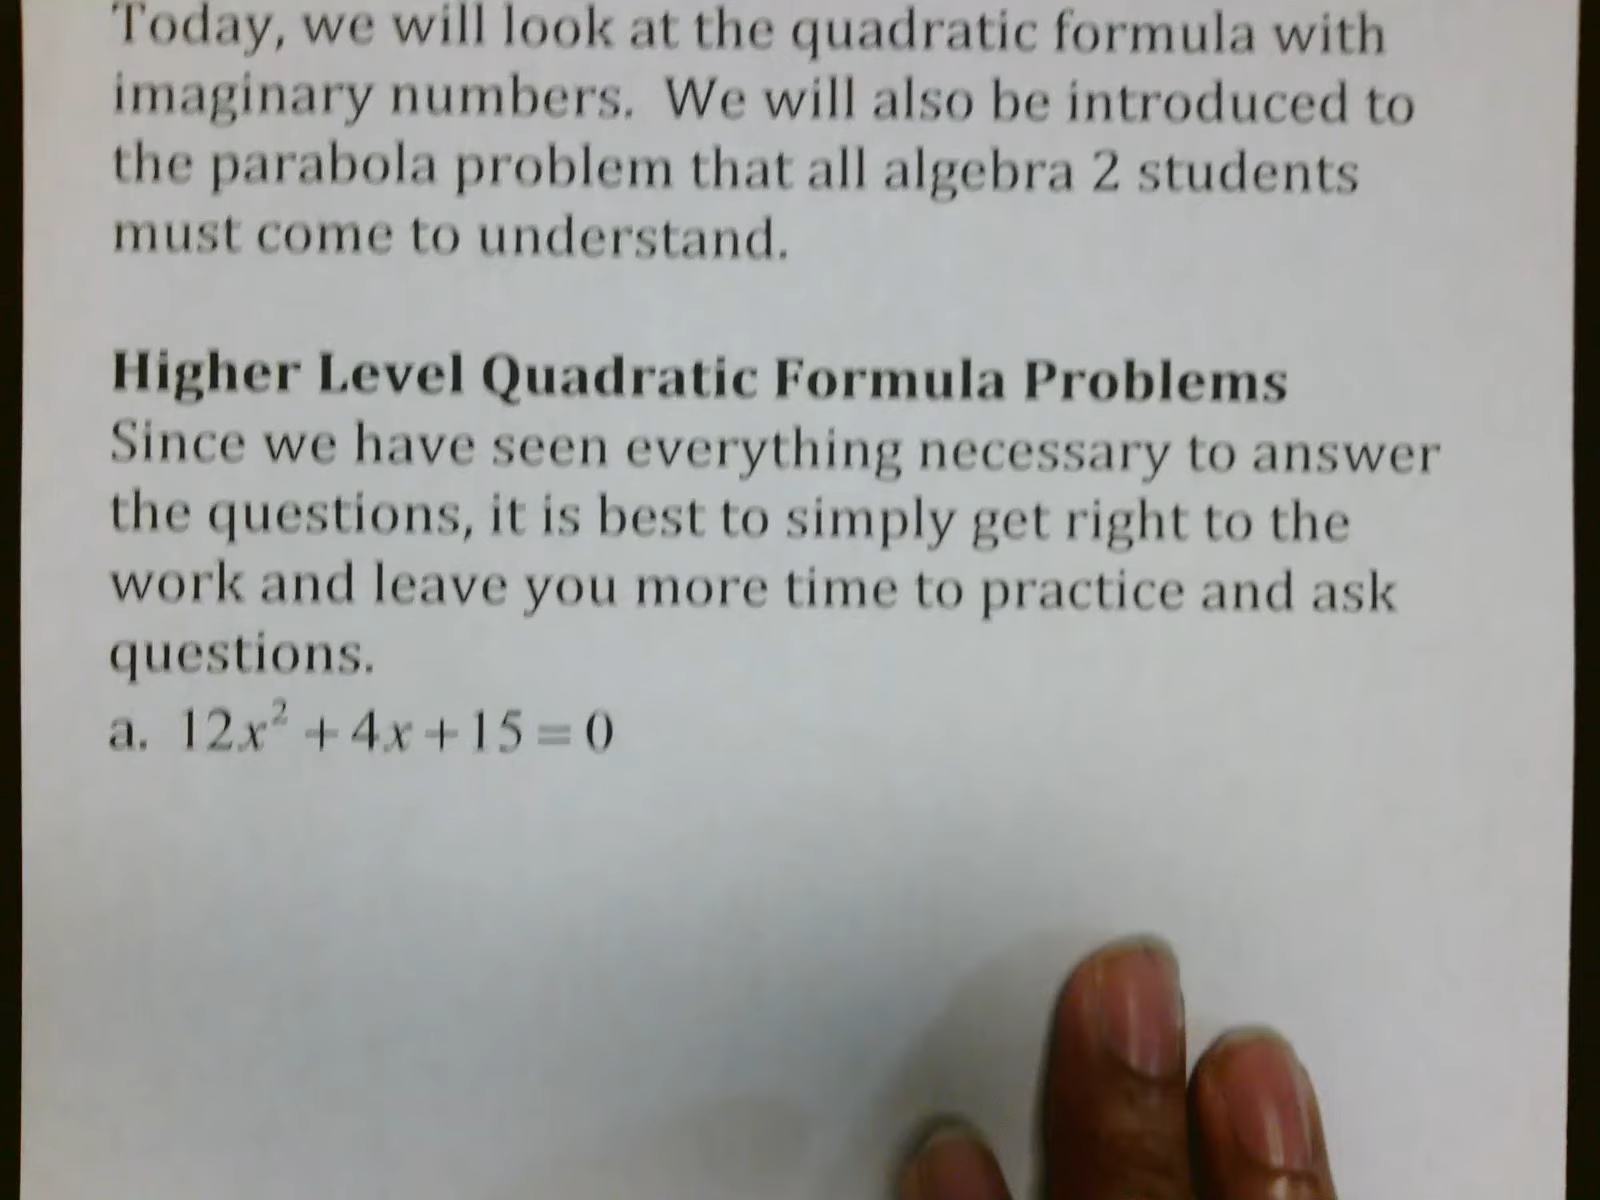 Today, we will look at the quadratic formula with
imaginary numbers. We will also be introduced to
the parabola problem that all algebra 2 students
must come to understand.
Higher Level Quadratic Formula Problems
Since we have seen everything necessary to answer
the questions, it is best to simply get right to the
work and leave you more time to practice and ask
questions.
a. 12x² + 4x + 15 = 0